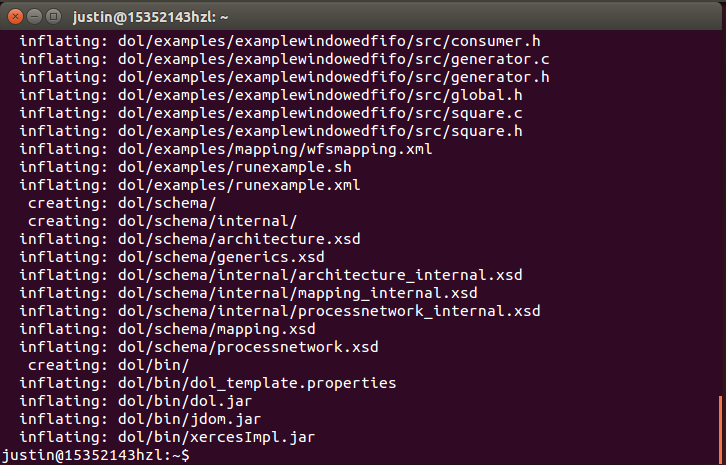 justin@15352143hzl: ~
inflating: dol/examples/examplewindowedfifo/src/consumer.h
inflating: dol/examples/examplewindowedfifo/src/generator.c
inflating: dol/examples/examplewindowedfifo/src/generator.h
inflating: dol/examples/examplewindowedfifo/src/global.h
inflating: dol/examples/examplewindowedfifo/src/square.c
inflating: dol/examples/examplewindowedfifo/src/square.h
inflating: dol/examples/mapping/wfsmapping.xml
inflating: dol/examples/runexample.sh
inflating: dol/examples/runexample.xml
creating: dol/schema/
creating: dol/schema/internal/
inflating: dol/schema/architecture.xsd
inflating: dol/schema/generics.xsd
inflating: dol/schema/internal/architecture_internal.xsd
inflating: dol/schema/internal/mapping_internal.xsd
inflating: dol/schema/internal/processnetwork_internal.xsd
inflating: dol/schema/mapping.xsd
inflating: dol/schema/processnetwork.xsd
creating: dol/bin/
inflating: dol/bin/dol_template.properties
inflating: dol/bin/dol.jar
inflating: dol/bin/jdom.jar
inflating: dol/bin/xercesImpl.jar
justin@15352143hzl:~$